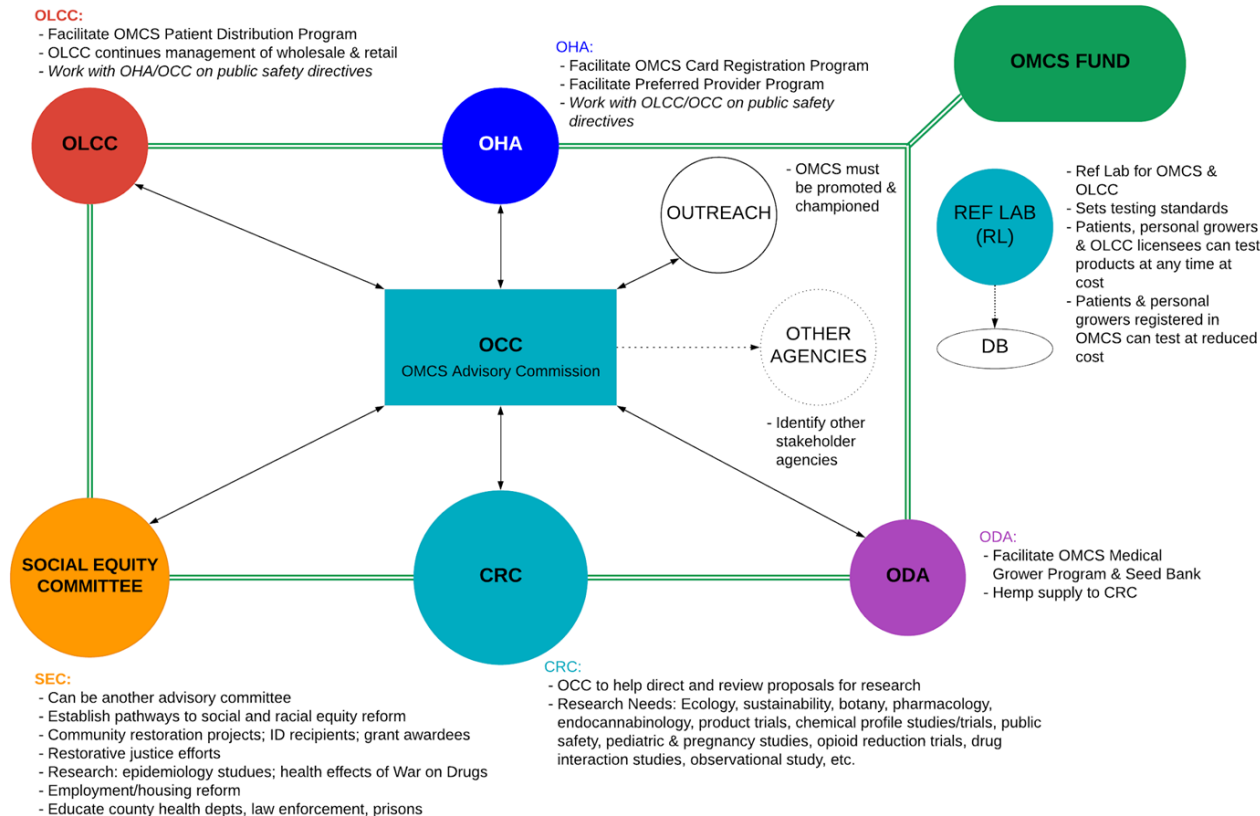 OLCC:
- Facilitate OMCS Patient Distribution Program
- OLCC continues management of wholesale & retail
- Work with OHA/OCC on public safety directives
OHA:
- Facilitate OMCS Card Registration Program
- Facilitate Preferred Provider Program
- Work with OLCC/OCC on public safety
directives
OMCS FUND
OLCC
OHA
OUTREACH
- OMCS must
be promoted &
championed
REF LAB
(RL)
- Ref Lab for OMCS &
OLCC
- Sets testing standards
- Patients, personal growers
& OLCC licensees can test
products at any time at
cost
- Patients & personal
growers registered in
OMCS can test at reduced
cost
DB
OCC
OMCS Advisory Commission
OTHER
AGENCIES
- Identify other
stakeholder
agencies
SOCIAL EQUITY
COMMITTEE
CRC
ODA
ODA:
- Facilitate OMCS Medical
Grower Program & Seed Bank
- Hemp supply to CRC
SEC:
- Can be another advisory committee
- Establish pathways to social and racial equity reform
- Community restoration projects; ID recipients; grant awardees
- Restorative justice efforts
- Research: epidemiology studues; health effects of War on Drugs
- Employment/housing reform
- Educate county health depts, law enforcement, prisons
CRC:
- OCC to help direct and review proposals for research
- Research Needs: Ecology, sustainability, botany, pharmacology,
endocannabinology, product trials, chemical profile studies/trials, public
safety, pediatric & pregnancy studies, opioid reduction trials, drug
interaction studies, observational study, etc.